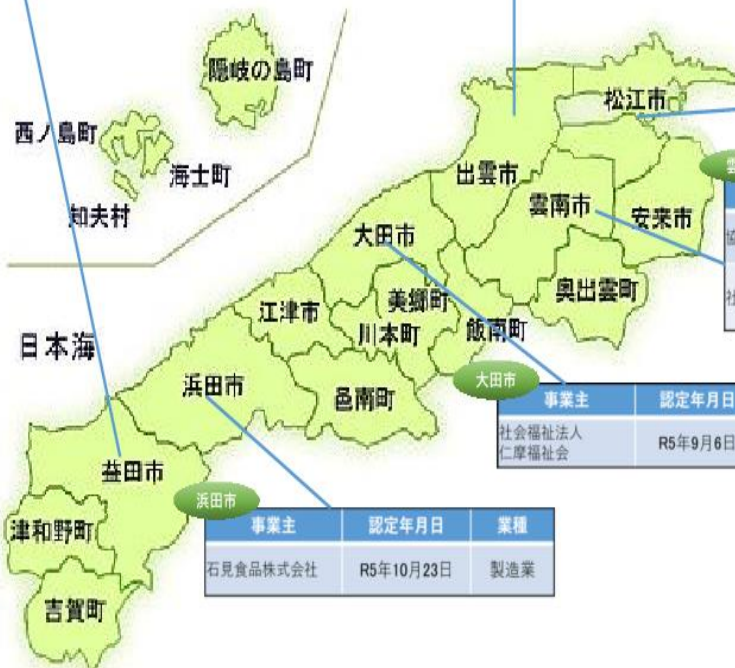 隠岐の島町
西ノ島町
海士町
知夫村
松江市
出雲市
雲南市
安来市
大田市
奥出雲町
美郷町
江津市
川本町
飯南町
日本海
浜田市
邑南町
益田市
津和野町
吉賀町
大田市
事業主 認定年月日
社会福祉法人
仁摩福祉会 R5年9月6日
浜田市
事業主 認定年月日 業種
石見食品株式会社 R5年10月23日 製造業